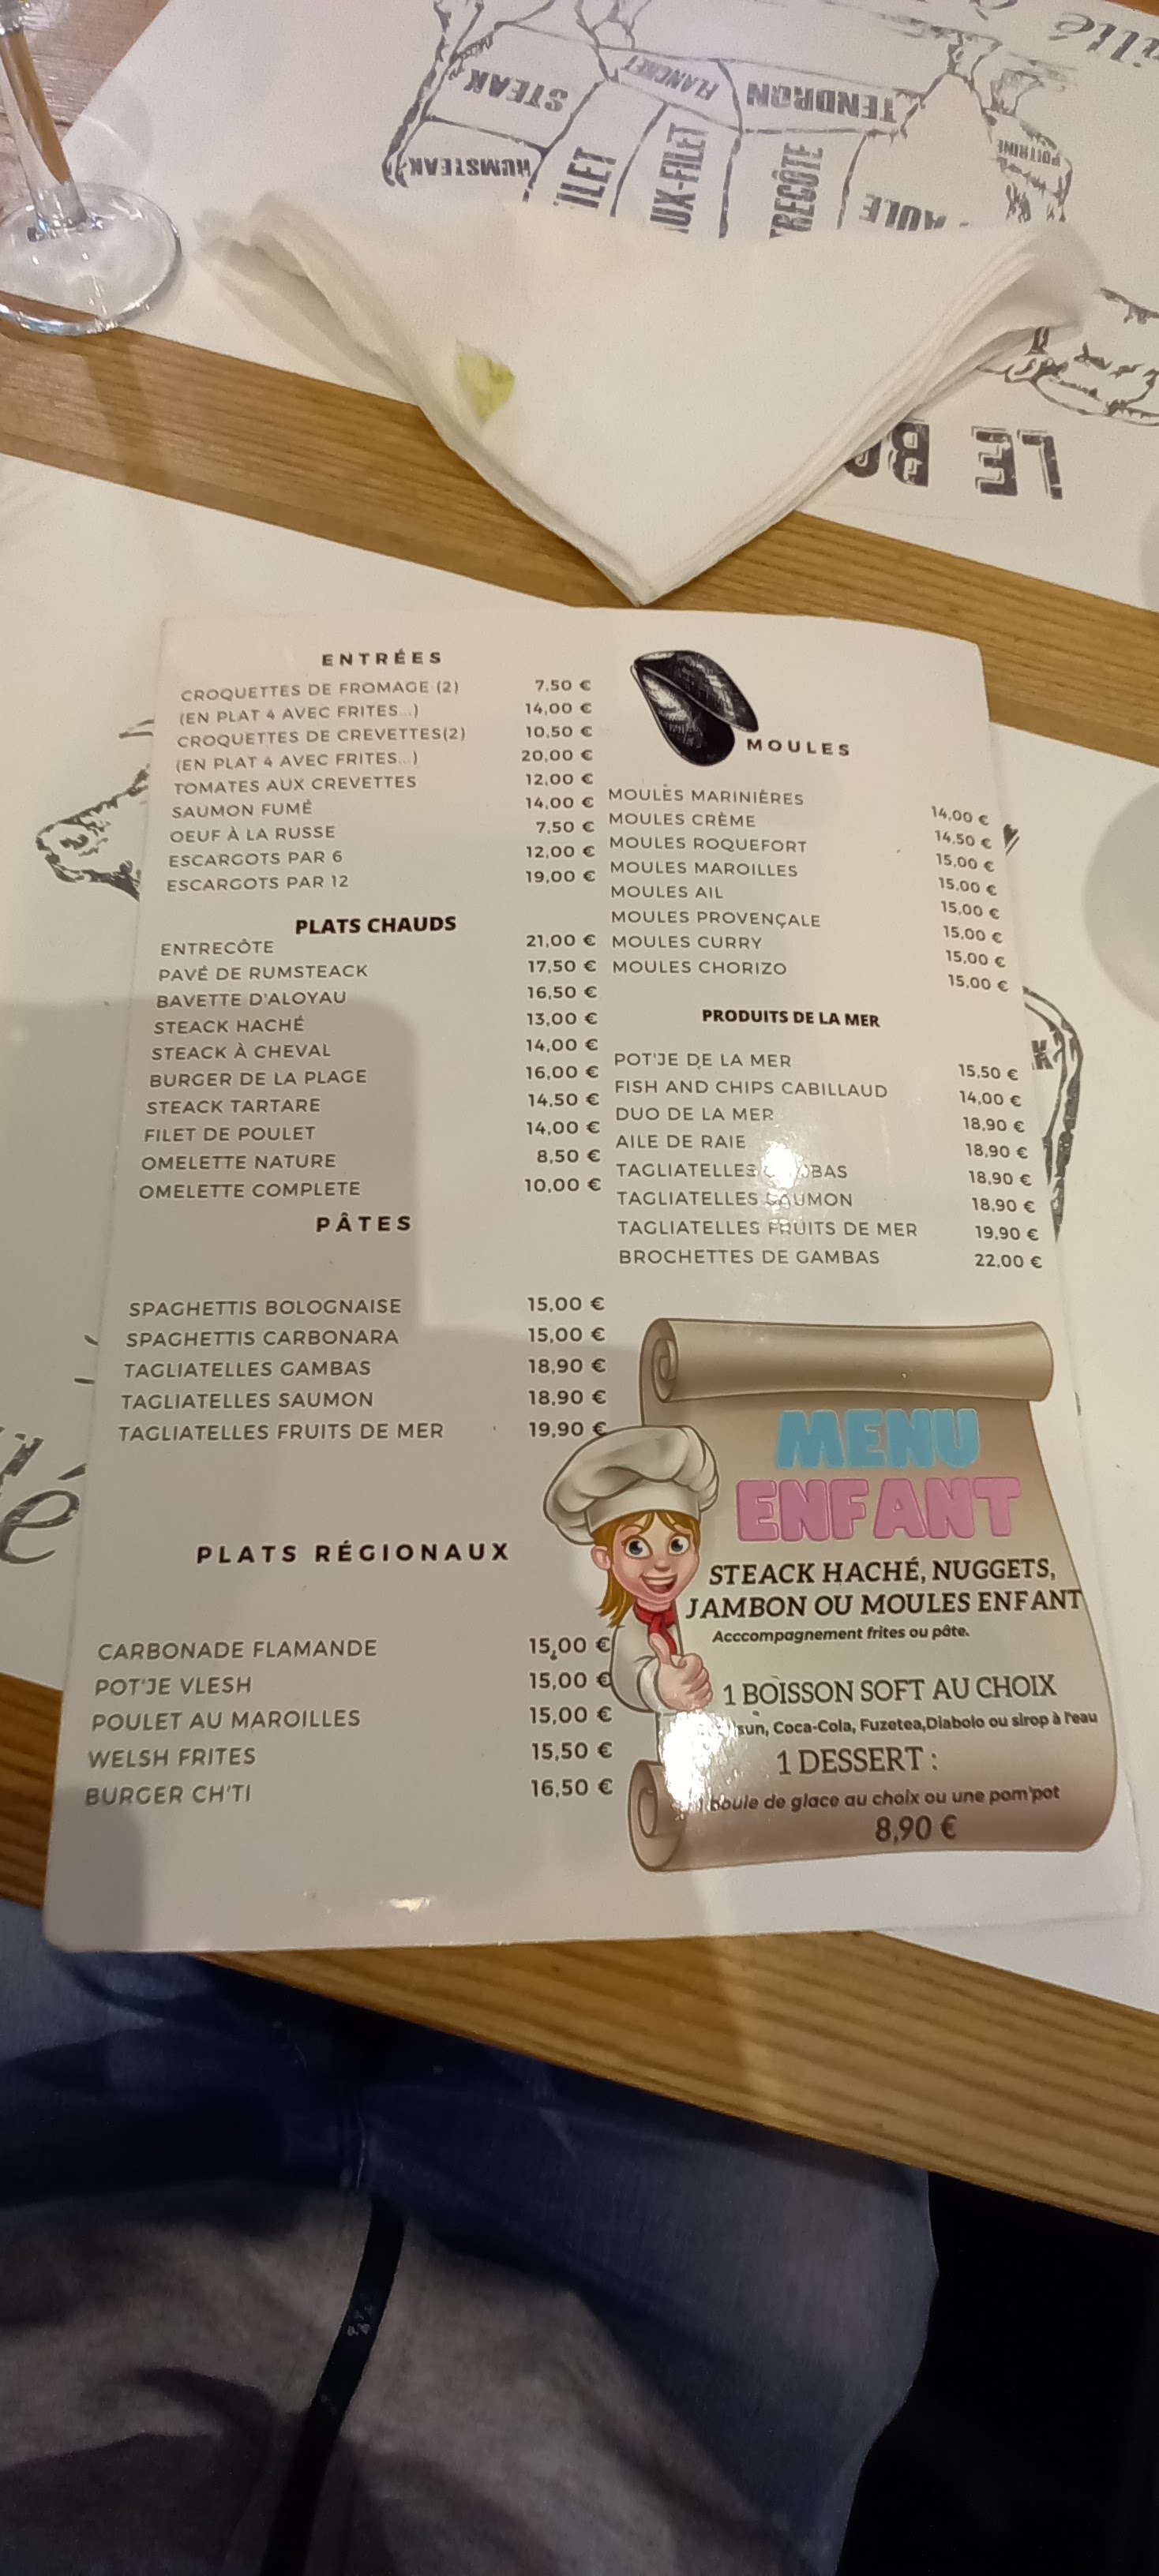 illé
STEAK
FLANCHET
TENDRON
POITRINE
RUMSTEAK
ILET
UX-FILET
TRECÔTE
AULE
LE BO
ENTRÉES
CROQUETTES DE FROMAGE (2) 7,50 €
(EN PLAT 4 AVEC FRITES...) 14,00 €
CROQUETTES DE CREVETTES(2) 10,50 €
(EN PLAT 4 AVEC FRITES...) 20,00 €
TOMATES AUX CREVETTES 12,00 €
SAUMON FUMÉ 14,00 €
OEUF À LA RUSSE 7,50 €
ESCARGOTS PAR 6 12,00 €
ESCARGOTS PAR 12 19,00 €
PLATS CHAUDS
ENTRECÔTE 21,00 €
PAVÉ DE RUMSTEACK 17,50 €
BAVETTE D'ALOYAU 16,50 €
STEACK HACHÉ 13,00 €
STEACK À CHEVAL 14,00 €
BURGER DE LA PLAGE 16,00 €
STEACK TARTARE 14,50 €
FILET DE POULET 14,00 €
OMELETTE NATURE 8,50 €
OMELETTE COMPLETE 10,00 €
PÂTES
SPAGHETTIS BOLOGNAISE 15,00 €
SPAGHETTIS CARBONARA 15,00 €
TAGLIATELLES GAMBAS 18,90 €
TAGLIATELLES SAUMON 18,90 €
TAGLIATELLES FRUITS DE MER 19,90 €
PLATS RÉGIONAUX
CARBONADE FLAMANDE 15,00 €
POT'JE VLESH 15,00 €
POULET AU MAROILLES 15,00 €
WELSH FRITES 15,50 €
BURGER CH'TI 16,50 €
MOULES
MOULES MARINIÈRES 14,00 €
MOULES CRÈME 14,50 €
MOULES ROQUEFORT 15,00 €
MOULES MAROILLES 15,00 €
MOULES AIL 15,00 €
MOULES PROVENÇALE 15,00 €
MOULES CURRY 15,00 €
MOULES CHORIZO 15,00 €
PRODUITS DE LA MER
POT'JE DE LA MER 15,50 €
FISH AND CHIPS CABILLAUD 14,00 €
DUO DE LA MER 18,90 €
AILE DE RAIE 18,90 €
TAGLIATELLES GAMBAS 18,90 €
TAGLIATELLES SAUMON 18,90 €
TAGLIATELLES FRUITS DE MER 19,90 €
BROCHETTES DE GAMBAS 22,00 €
MENU
ENFANT
STEACK HACHÉ, NUGGETS,
JAMBON OU MOULES ENFANT
Acccompagnement frites ou pâte.
1 BOISSON SOFT AU CHOIX
sun, Coca-Cola, Fuzetea,Diabolo ou sirop à l'eau
1 DESSERT :
boule de glace au choix ou une pom'pot
8,90 €
K
lé